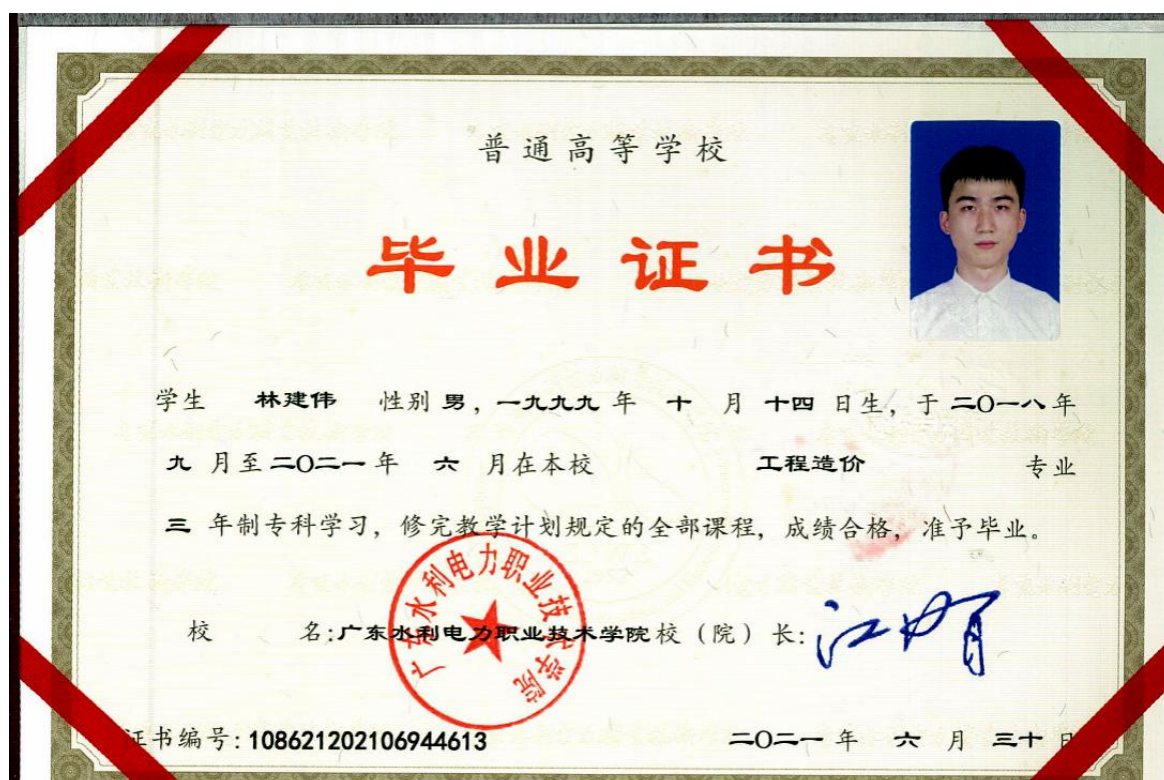 普通高等学校
毕业证书
学生 林建伟 性别 男，一九九九 年 十 月 十四 日生，于 二〇一八 年
九 月至 二〇二一 年 六 月在本校 工程造价 专业
三 年制专科学习，修完教学计划规定的全部课程，成绩合格，准予毕业。
广东水利电力职业技术学院
校 名:广东水利电力职业技术学院 校（院）长:
证书编号:108621202106944613 二〇二一 年 六 月 三十 日